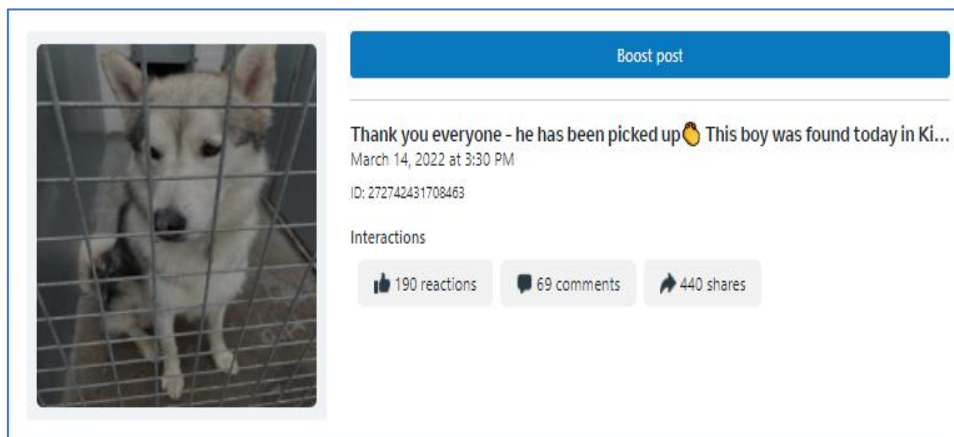 Boost post
Thank you everyone - he has been picked up👏 This boy was found today in Ki...
March 14, 2022 at 3:30 PM
ID: 272742431708463
Interactions
190 reactions
69 comments
440 shares